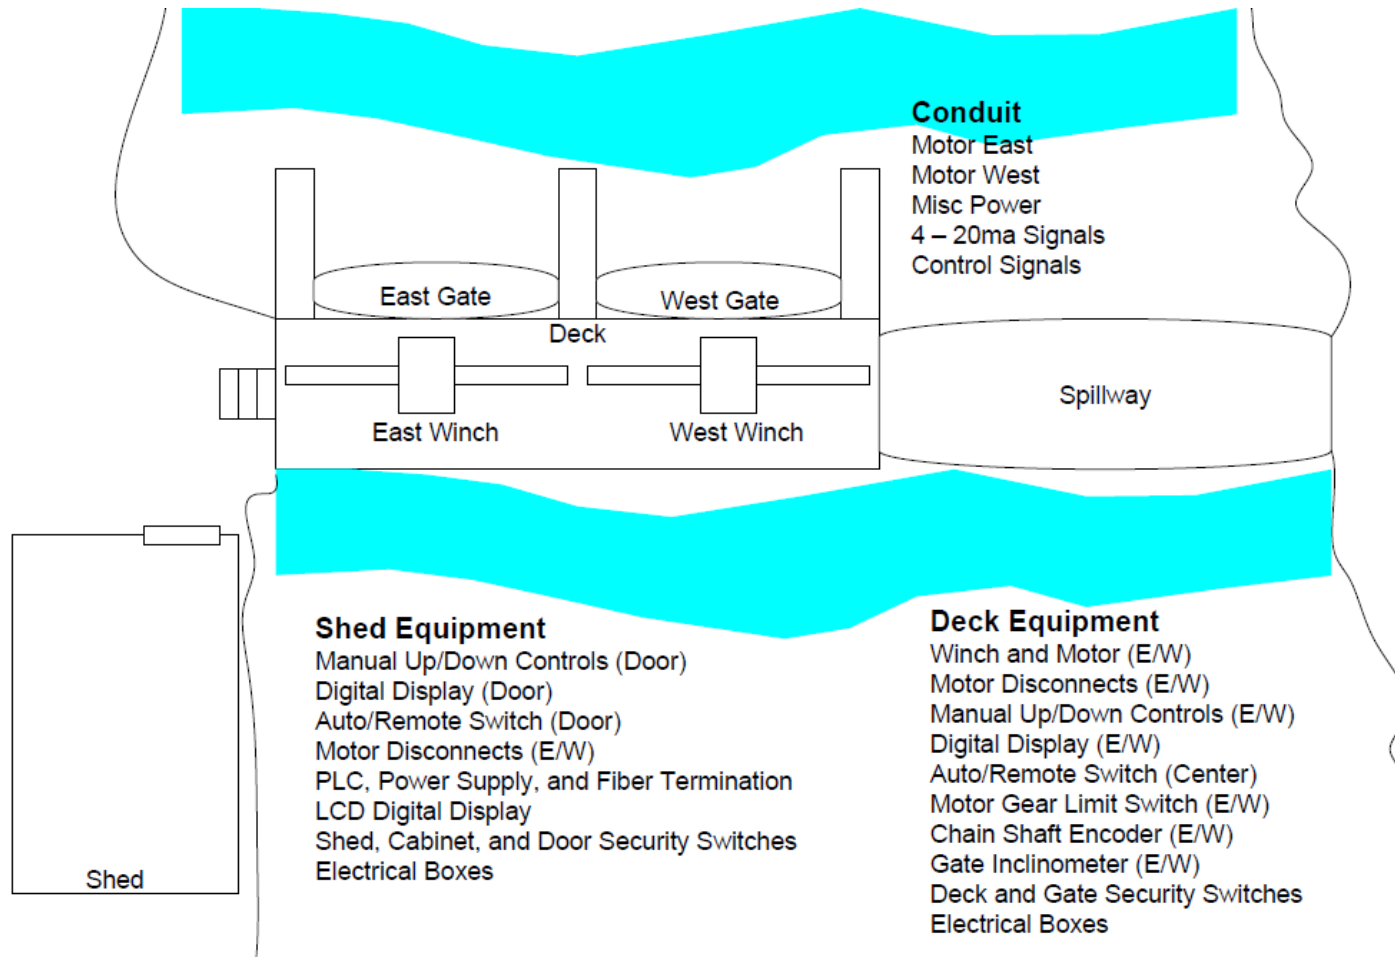 Conduit
Motor East
Motor West
Misc Power
4 – 20ma Signals
Control Signals
East Gate
West Gate
Deck
East Winch
West Winch
Spillway
Shed Equipment
Manual Up/Down Controls (Door)
Digital Display (Door)
Auto/Remote Switch (Door)
Motor Disconnects (E/W)
PLC, Power Supply, and Fiber Termination
LCD Digital Display
Shed, Cabinet, and Door Security Switches
Electrical Boxes
Deck Equipment
Winch and Motor (E/W)
Motor Disconnects (E/W)
Manual Up/Down Controls (E/W)
Digital Display (E/W)
Auto/Remote Switch (Center)
Motor Gear Limit Switch (E/W)
Chain Shaft Encoder (E/W)
Gate Inclinometer (E/W)
Deck and Gate Security Switches
Electrical Boxes
Shed